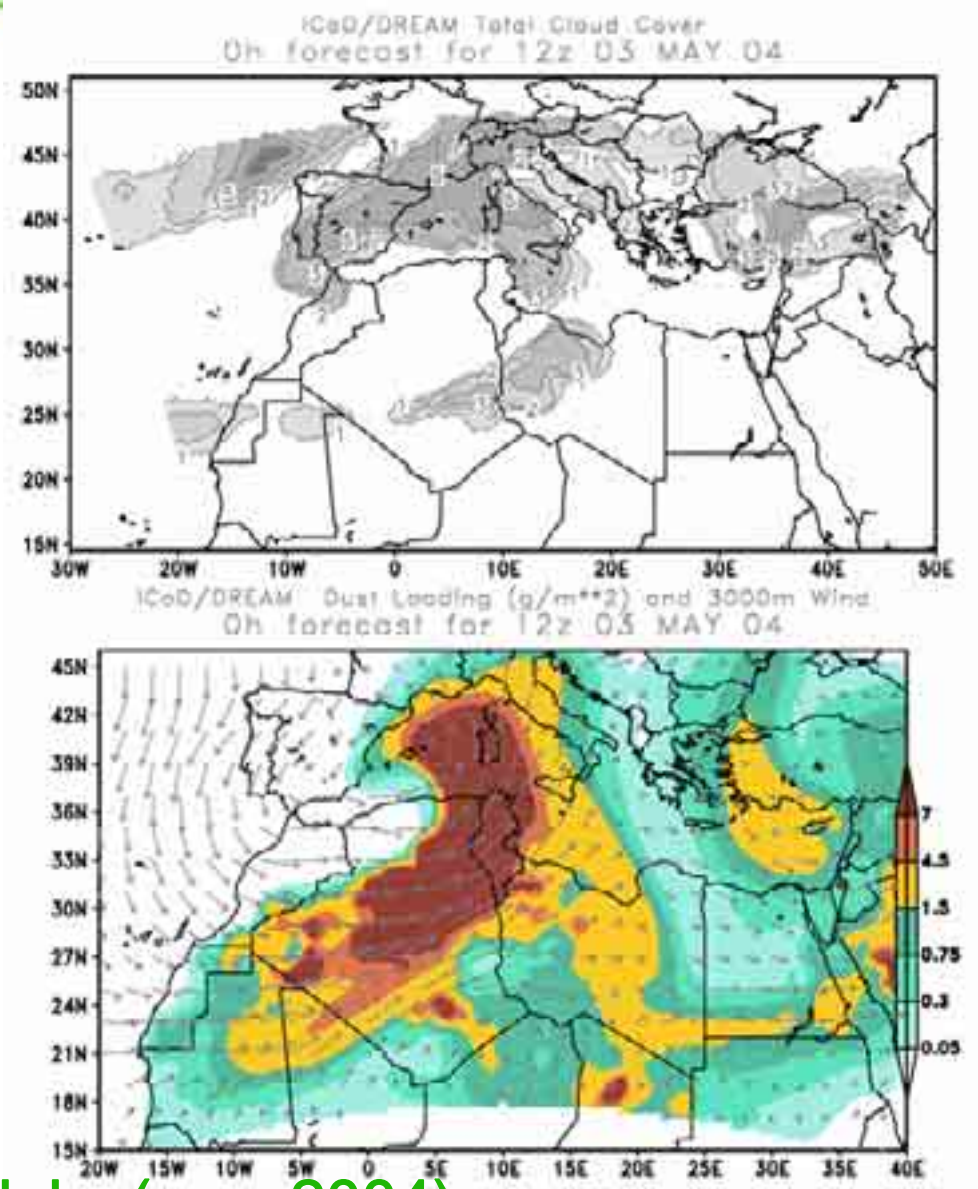 ICoD/DREAM Total Cloud Cover
0h forecast for 12z 03 MAY 04
50N
45N
40N
35N
30N
25N
20N
15N
30W 20W 10W 0 10E 20E 30E 40E 50E
ICoD/DREAM Dust Loading (g/m**2) and 3000m Wind
0h forecast for 12z 03 MAY 04
45N
42N
39N
36N
33N
30N
27N
24N
21N
18N
15N
20W 15W 10W 5W 0 5E 10E 15E 20E 25E 30E 35E 40E
7
4.5
1.5
0.75
0.3
0.05